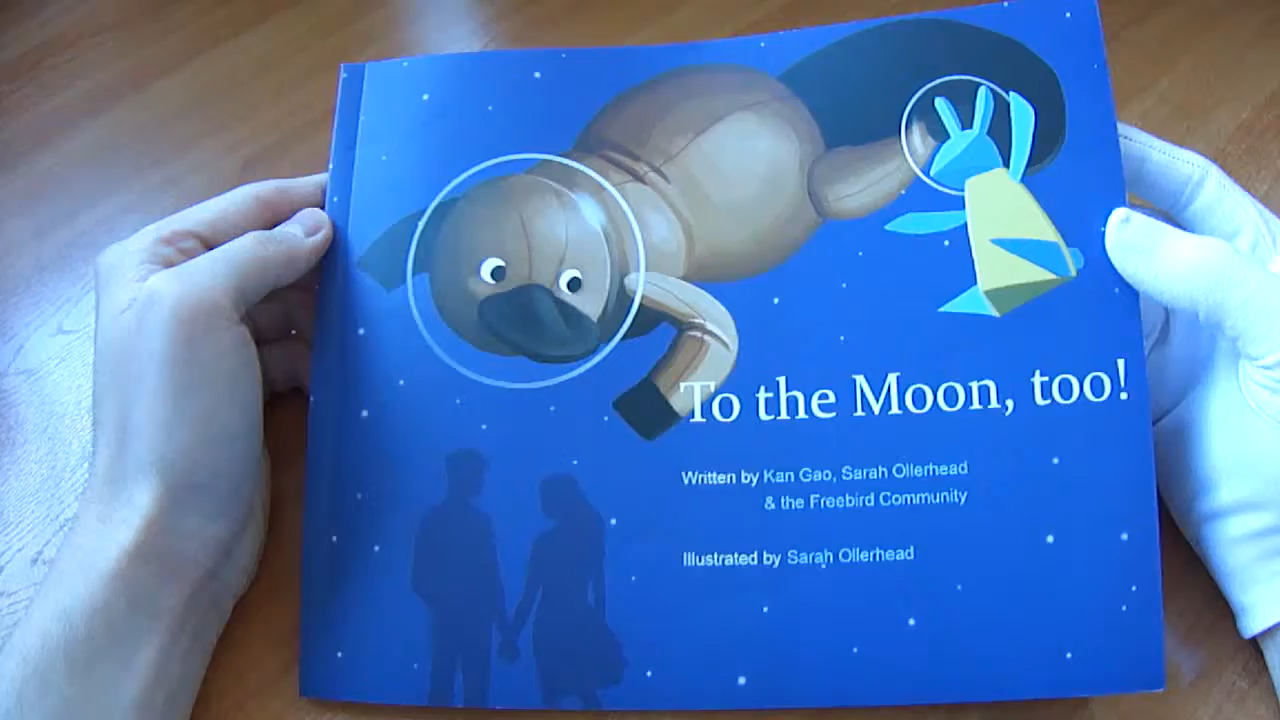 To the Moon, too!
Written by Kan Gao, Sarah Ollerhead
& the Freebird Community
Illustrated by Sarah Ollerhead